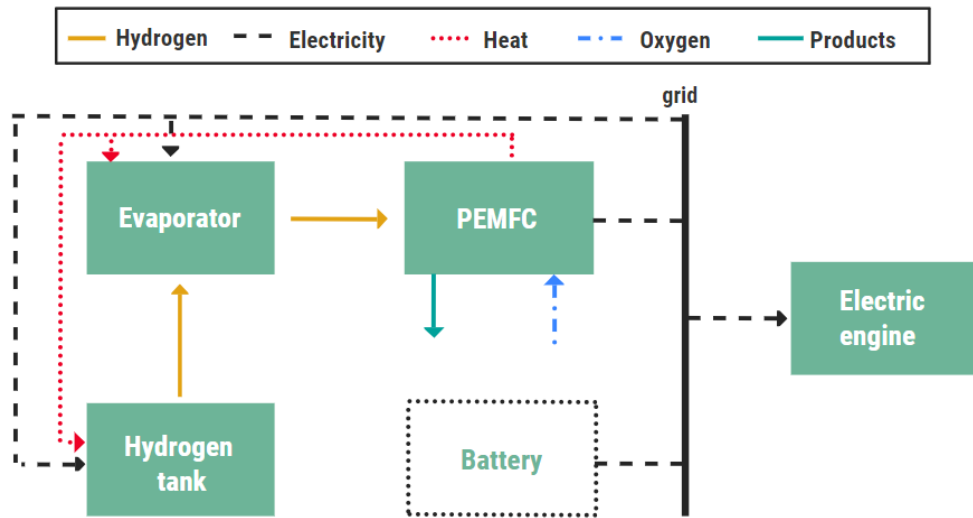 Hydrogen Electricity Heat Oxygen Products
grid
Evaporator
PEMFC
Electric
engine
Hydrogen
tank
Battery